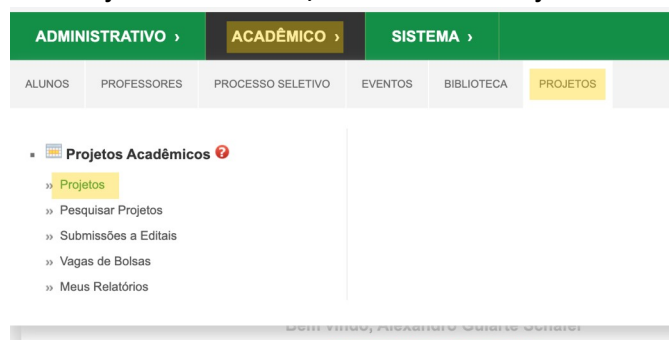 ADMINISTRATIVO › ACADÊMICO › SISTEMA ›
ALUNOS PROFESSORES PROCESSO SELETIVO EVENTOS BIBLIOTECA PROJETOS
▪ Projetos Acadêmicos ?
» Projetos
» Pesquisar Projetos
» Submissões a Editais
» Vagas de Bolsas
» Meus Relatórios